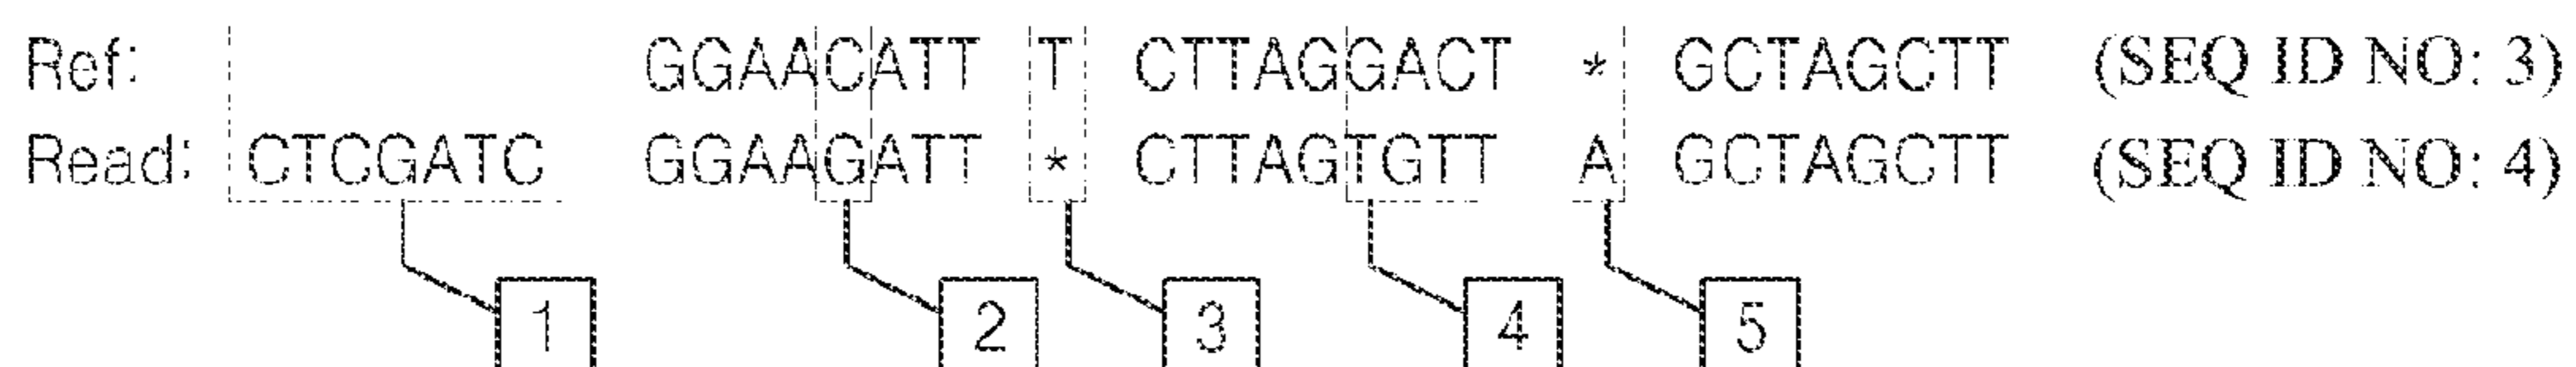 Ref: GGAACATT T CTTAGGACT * GCTAGCTT (SEQ ID NO: 3)
Read: CTCGATC GGAAGATT * CTTAGTGTT A GCTAGCTT (SEQ ID NO: 4)
1 2 3 4 5